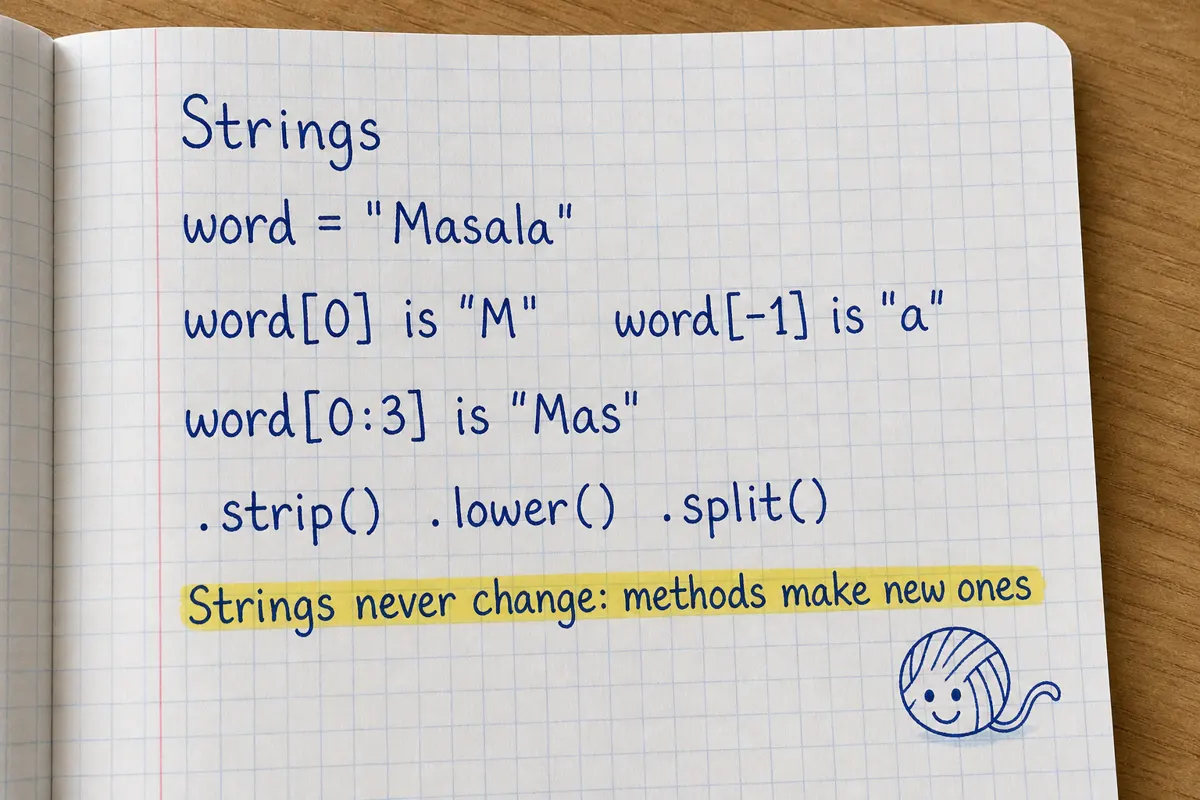 Strings
word = "Masala"
word[0] is "M" word[-1] is "a"
word[0:3] is "Mas"
.strip() .lower() .split()
Strings never change: methods make new ones